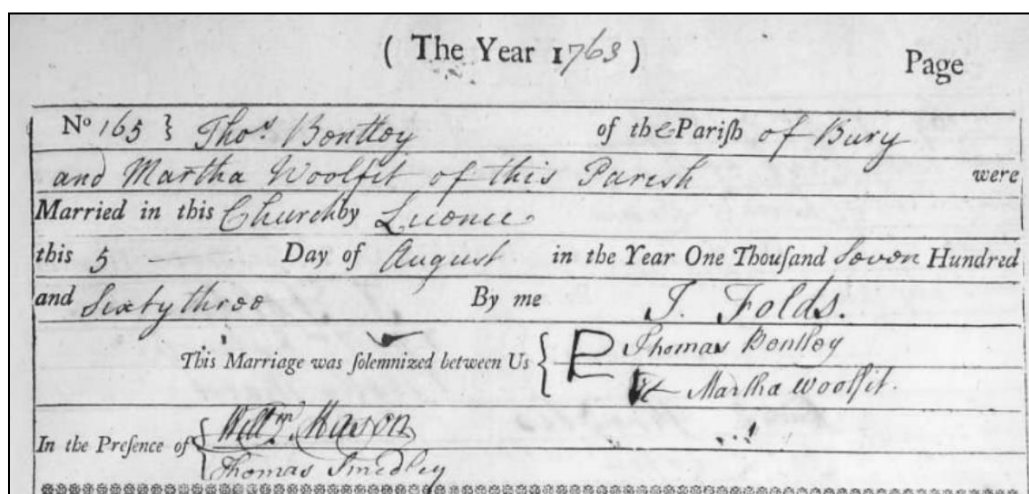 ( The Year 1763 )
Page
No 165 } Thos. Bentley of the Pariſh of Bury
and Martha Woolfit of this Parish were
Married in this Church by Licence
this 5 — Day of August in the Year One Thouſand Seven Hundred
and Sixty three By me J. Folds.
This Marriage was ſolemnized between Us { Thomas Bentley
Martha Woolfit.
In the Preſence of { Willm. Mason
Thomas Smedley